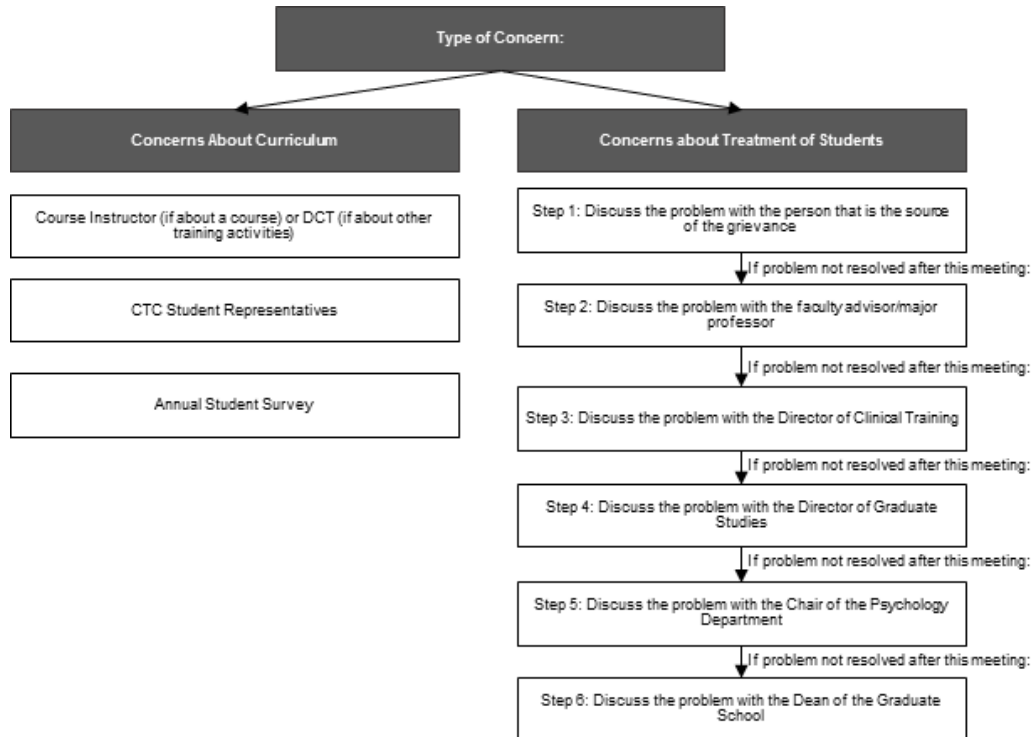 Type of Concern:
Concerns About Curriculum
Course Instructor (if about a course) or DCT (if about other
training activities)
CTC Student Representatives
Annual Student Survey
Concerns about Treatment of Students
Step 1: Discuss the problem with the person that is the source
of the grievance
If problem not resolved after this meeting:
Step 2: Discuss the problem with the faculty advisor/major
professor
If problem not resolved after this meeting:
Step 3: Discuss the problem with the Director of Clinical Training
If problem not resolved after this meeting:
Step 4: Discuss the problem with the Director of Graduate
Studies
If problem not resolved after this meeting:
Step 5: Discuss the problem with the Chair of the Psychology
Department
If problem not resolved after this meeting:
Step 6: Discuss the problem with the Dean of the Graduate
School